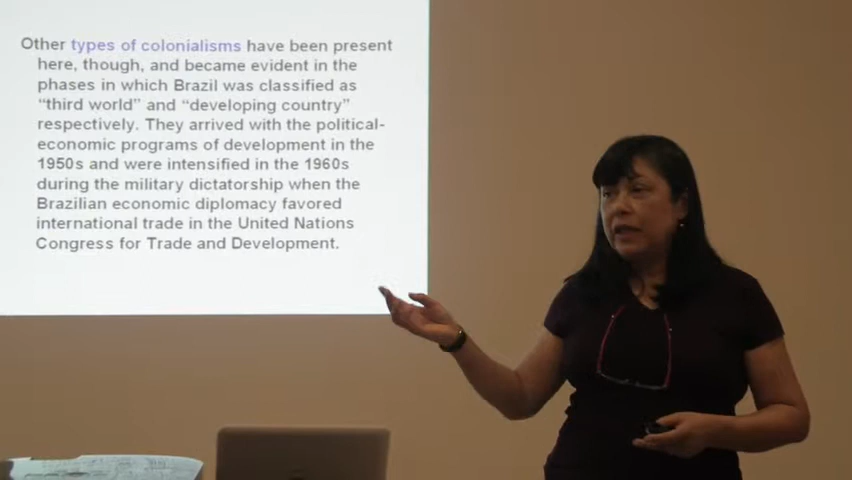 Other types of colonialisms have been present
here, though, and became evident in the
phases in which Brazil was classified as
“third world” and “developing country”
respectively. They arrived with the political-
economic programs of development in the
1950s and were intensified in the 1960s
during the military dictatorship when the
Brazilian economic diplomacy favored
international trade in the United Nations
Congress for Trade and Development.